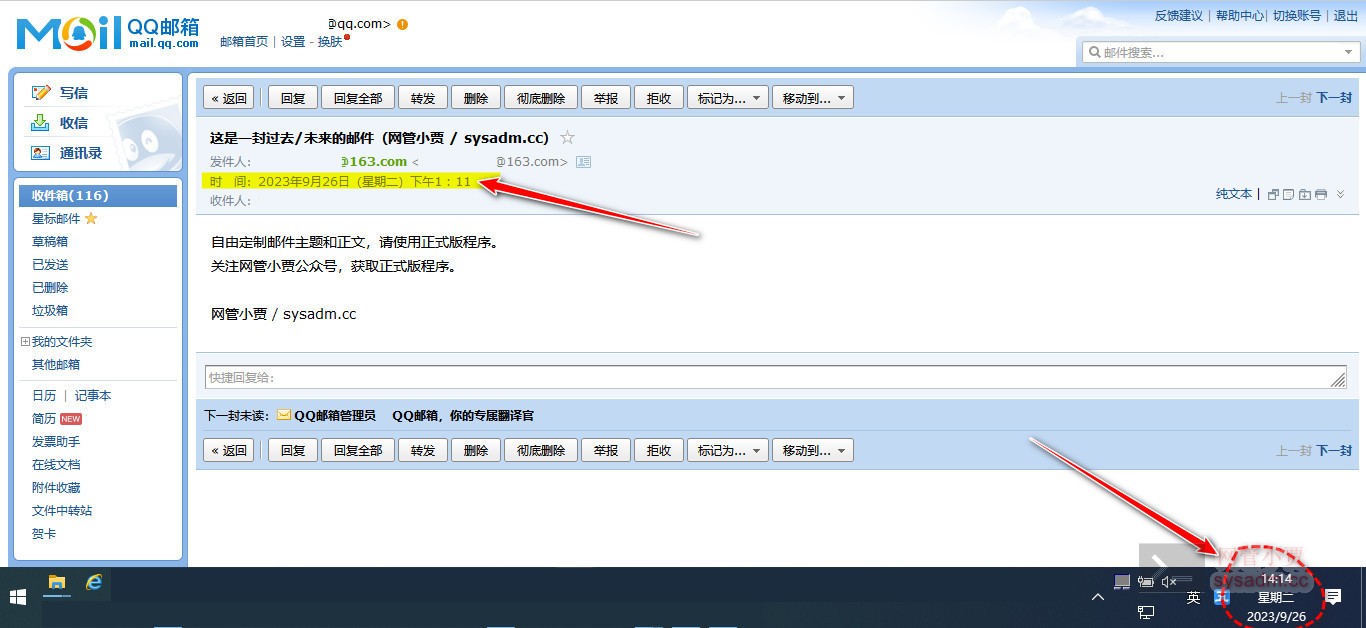 Mail QQ邮箱
mail.qq.com
@qq.com>
邮箱首页 | 设置 - 换肤
反馈建议 | 帮助中心 | 切换账号 | 退出
邮件搜索...
写信
收信
通讯录
收件箱(116)
星标邮件
草稿箱
已发送
已删除
垃圾箱
我的文件夹
其他邮箱
日历 | 记事本
简历 NEW
发票助手
在线文档
附件收藏
文件中转站
贺卡
« 返回 回复 回复全部 转发 删除 彻底删除 举报 拒收 标记为... 移动到... 上一封 下一封
这是一封过去/未来的邮件（网管小贾 / sysadm.cc）
发件人： @163.com < @163.com>
时 间：2023年9月26日（星期二）下午1：11
收件人：
纯文本 |
自由定制邮件主题和正文，请使用正式版程序。
关注网管小贾公众号，获取正式版程序。
网管小贾 / sysadm.cc
快捷回复给：
下一封未读： QQ邮箱管理员 QQ邮箱，你的专属翻译官
« 返回 回复 回复全部 转发 删除 彻底删除 举报 拒收 标记为... 移动到... 上一封 下一封
网管小贾
sysadm.cc
英
14:14
星期二
2023/9/26